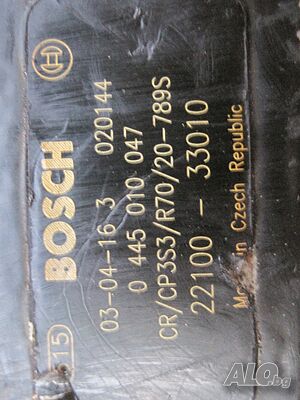 15 BOSCH
03-04-16 3 020144
0 445 010 047
CR/CP3S3/R70/20-789S
22100 - 33010
Made in Czech Republic
ALO.bg